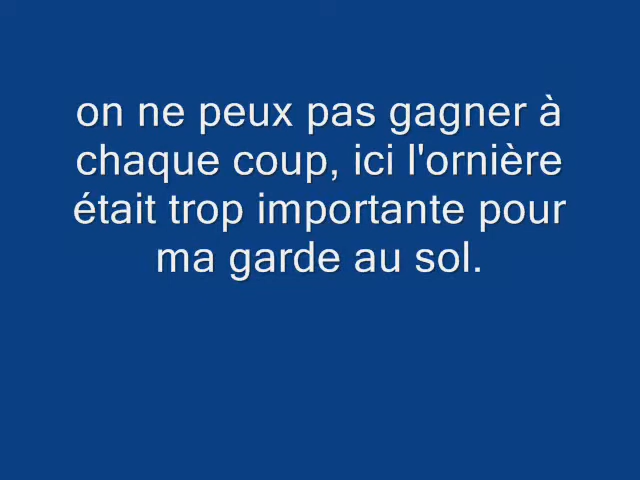 on ne peux pas gagner à
chaque coup, ici l'ornière
était trop importante pour
ma garde au sol.